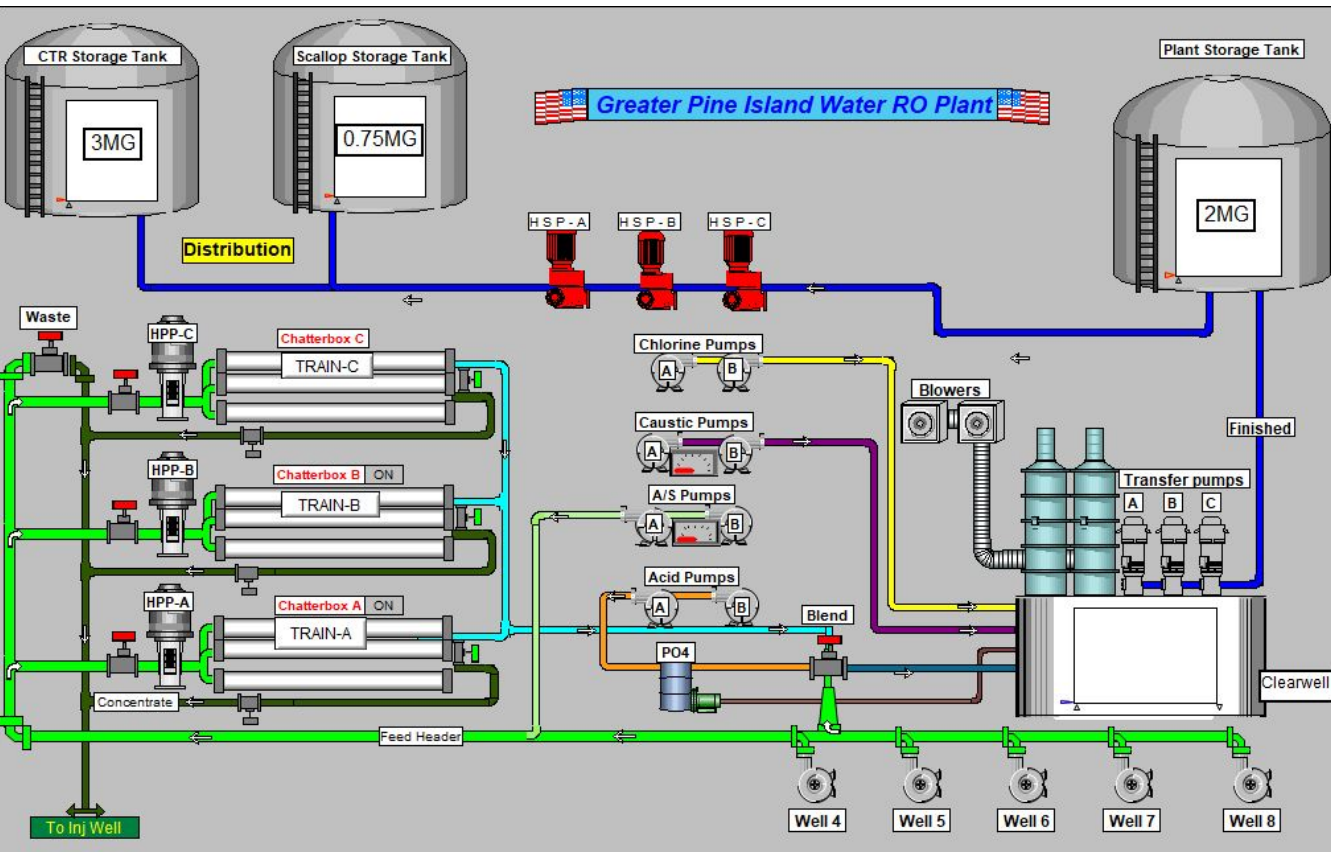 CTR Storage Tank
Scallop Storage Tank
Plant Storage Tank
Greater Pine Island Water RO Plant
3MG
0.75MG
2MG
HSP-A
HSP-B
HSP-C
Distribution
Waste
HPP-C
Chatterbox C
TRAIN-C
Chlorine Pumps
A
B
Blowers
Caustic Pumps
A
B
Finished
HPP-B
Chatterbox B
ON
TRAIN-B
A/S Pumps
A
B
Transfer pumps
A
B
C
Acid Pumps
A
B
HPP-A
Chatterbox A
ON
TRAIN-A
Blend
PO4
Clearwell
Concentrate
Feed Header
To Inj Well
Well 4
Well 5
Well 6
Well 7
Well 8